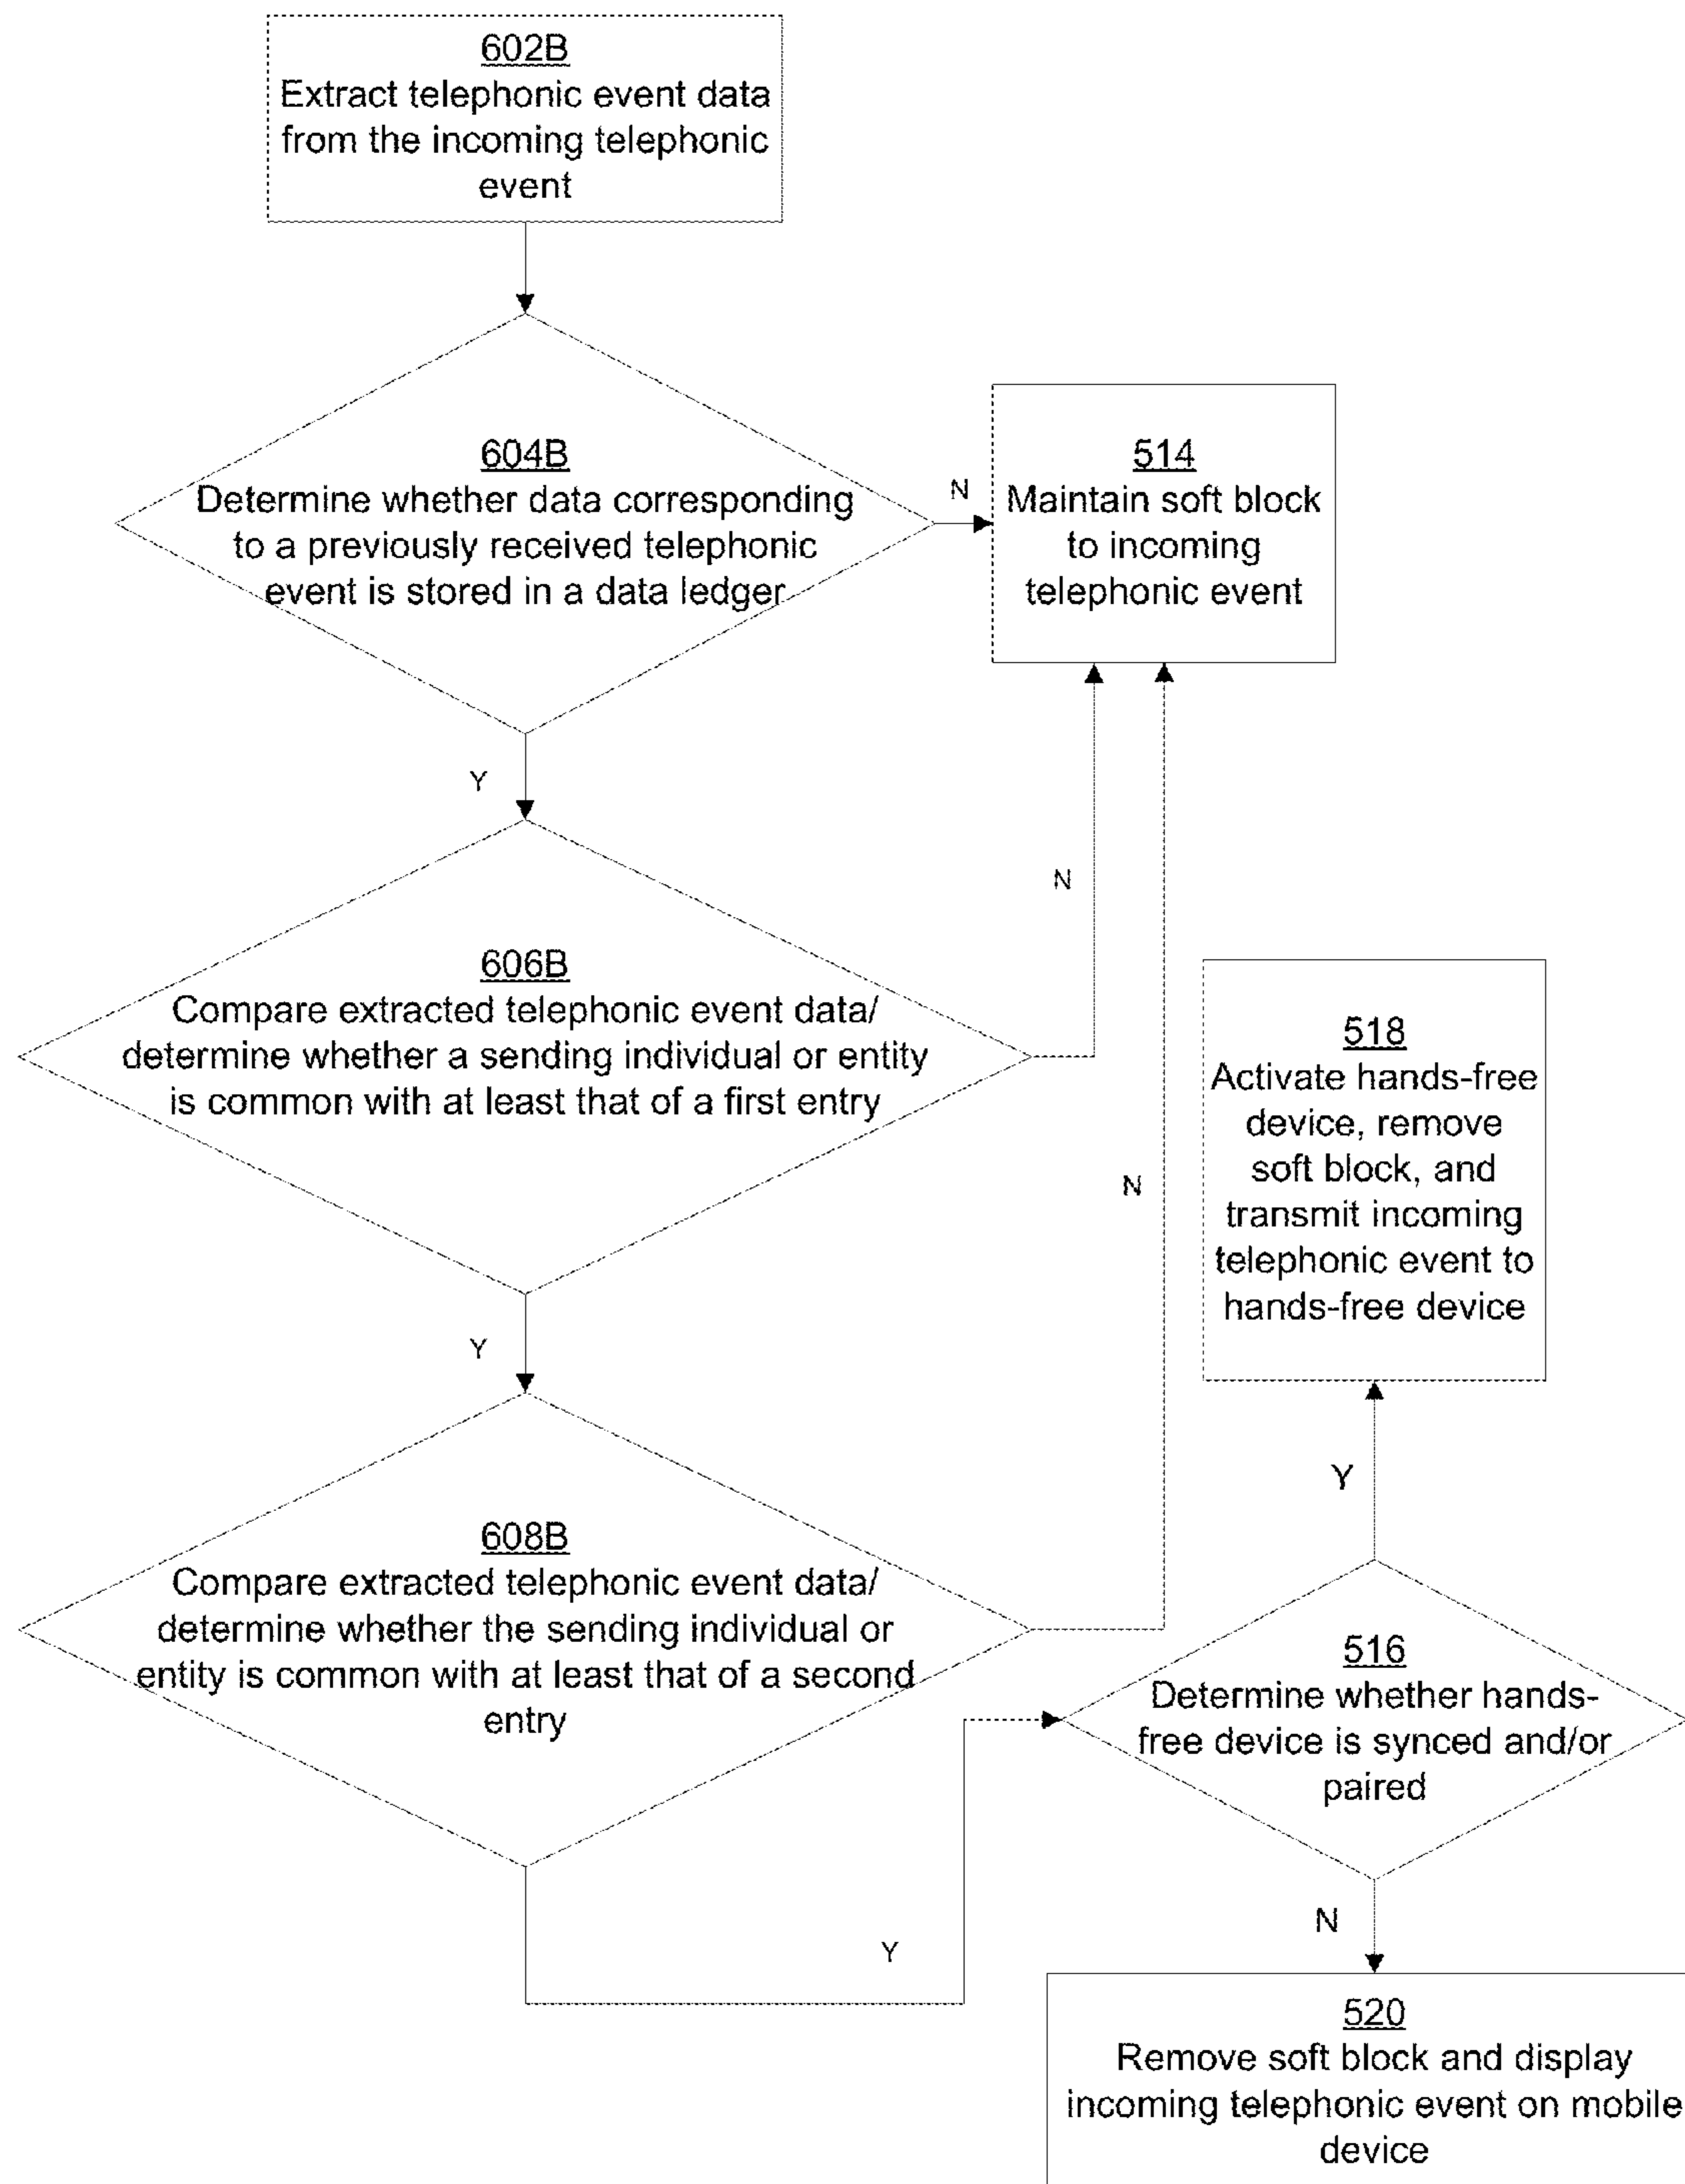 602B
Extract telephonic event data
from the incoming telephonic
event
604B
Determine whether data corresponding
to a previously received telephonic
event is stored in a data ledger
N
514
Maintain soft block
to incoming
telephonic event
Y
606B
Compare extracted telephonic event data/
determine whether a sending individual or entity
is common with at least that of a first entry
N
N
518
Activate hands-free
device, remove
soft block, and
transmit incoming
telephonic event to
hands-free device
Y
608B
Compare extracted telephonic event data/
determine whether the sending individual or
entity is common with at least that of a second
entry
Y
516
Determine whether hands-
free device is synced and/or
paired
Y
N
520
Remove soft block and display
incoming telephonic event on mobile
device